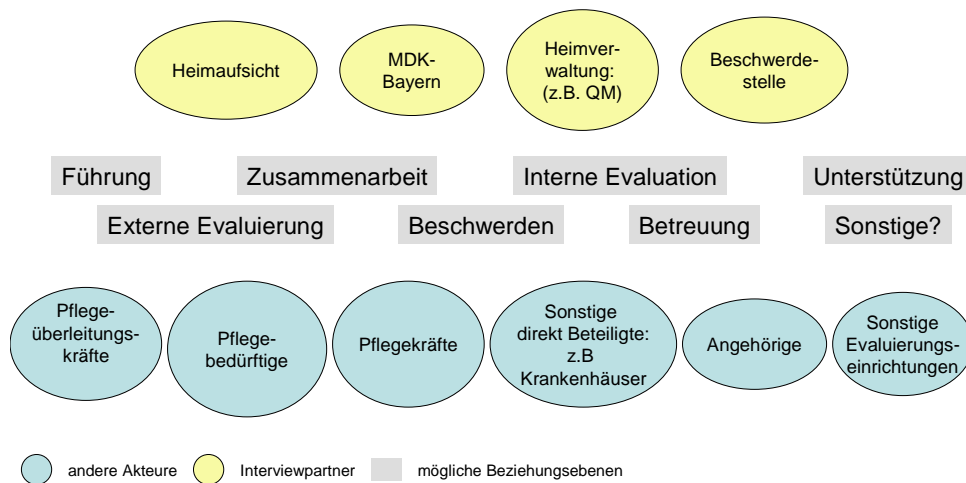 Heimaufsicht
MDK-
Bayern
Heimver-
waltung:
(z.B. QM)
Beschwerde-
stelle
Führung
Zusammenarbeit
Interne Evaluation
Unterstützung
Externe Evaluierung
Beschwerden
Betreuung
Sonstige?
Pflege-
überleitungs-
kräfte
Pflege-
bedürftige
Pflegekräfte
Sonstige
direkt Beteiligte:
z.B
Krankenhäuser
Angehörige
Sonstige
Evaluierungs-
einrichtungen
andere Akteure
Interviewpartner
mögliche Beziehungsebenen